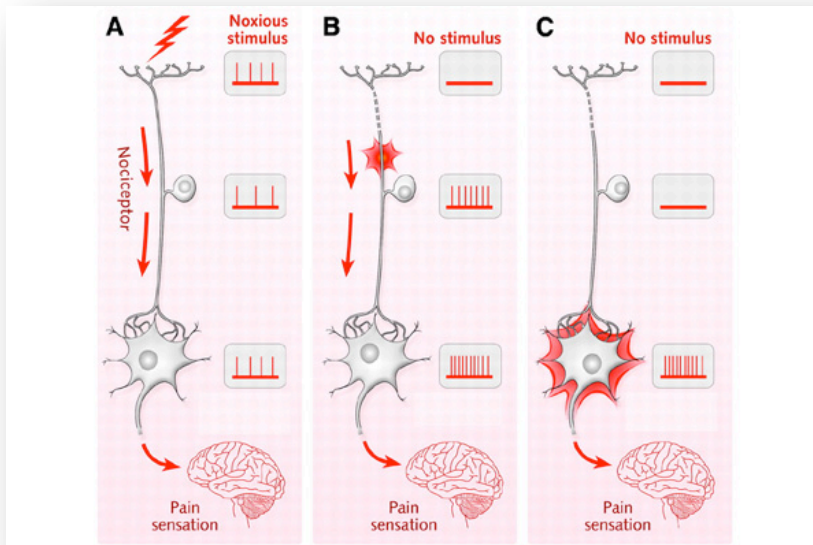 A
Noxious
stimulus
Nociceptor
Pain
sensation
B
No stimulus
Pain
sensation
C
No stimulus
Pain
sensation